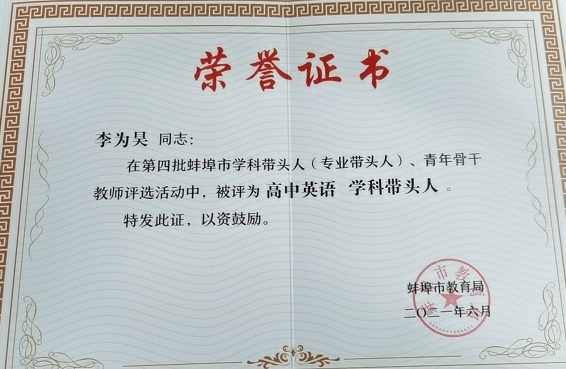 荣誉证书
李为昊 同志：
在第四批蚌埠市学科带头人（专业带头人）、青年骨干
教师评选活动中，被评为 高中英语 学科带头人 。
特发此证，以资鼓励。
蚌埠市教育局
二〇二一年六月